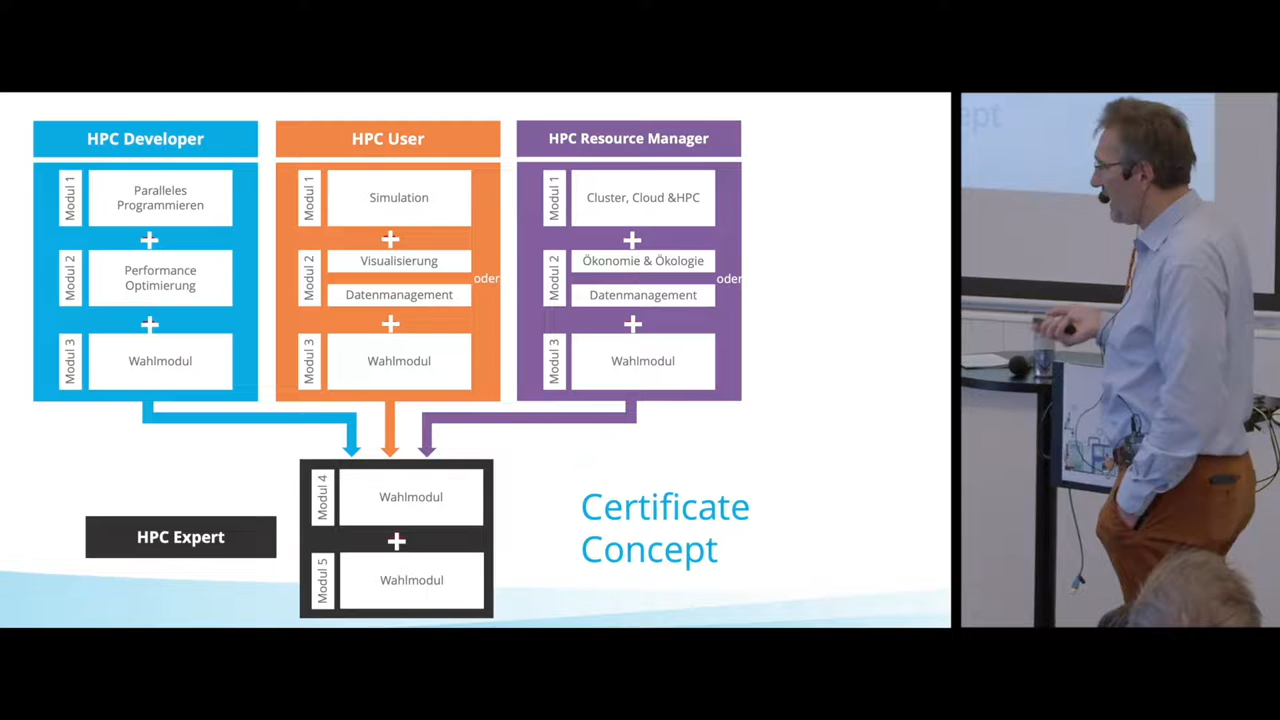 HPC Developer
Modul 1
Paralleles
Programmieren
+
Modul 2
Performance
Optimierung
+
Modul 3
Wahlmodul
HPC User
Modul 1
Simulation
+
Modul 2
Visualisierung
oder
Datenmanagement
+
Modul 3
Wahlmodul
HPC Resource Manager
Modul 1
Cluster, Cloud &HPC
+
Modul 2
Ökonomie & Ökologie
oder
Datenmanagement
+
Modul 3
Wahlmodul
HPC Expert
Modul 4
Wahlmodul
+
Modul 5
Wahlmodul
Certificate
Concept
cept